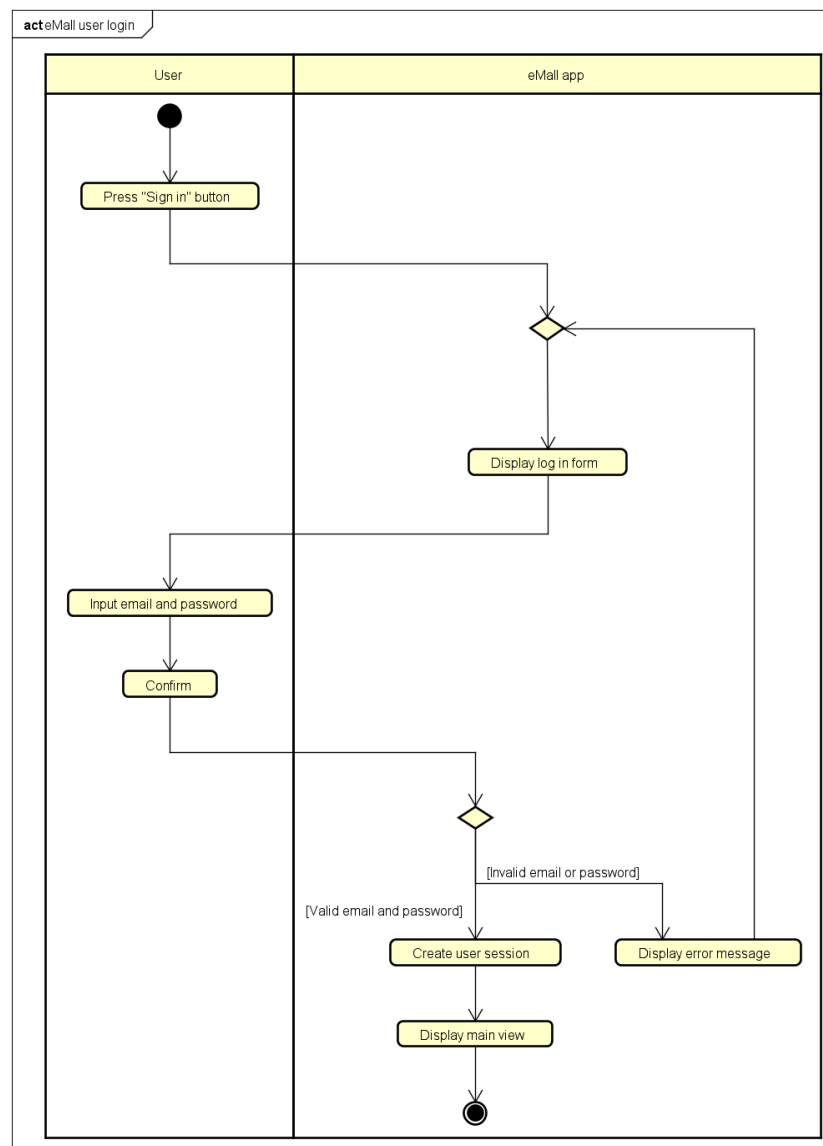 act eMall user login
User
eMall app
Press "Sign in" button
Display log in form
Input email and password
Confirm
[Invalid email or password]
[Valid email and password]
Create user session
Display error message
Display main view